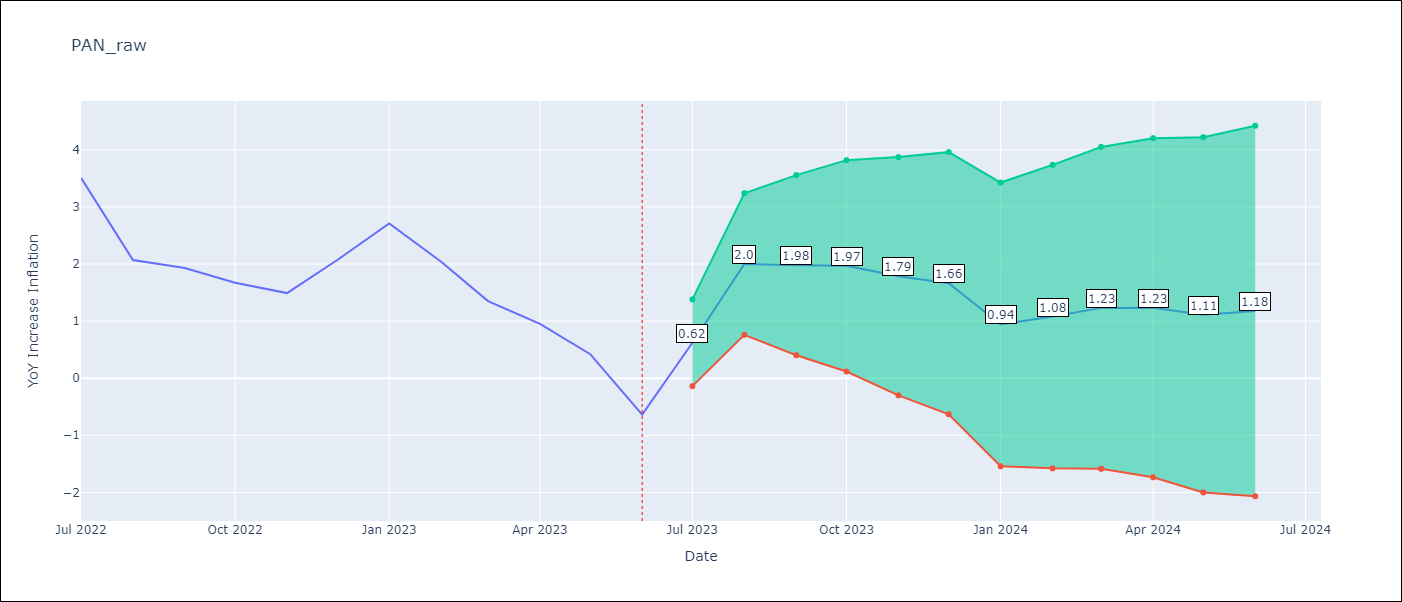 PAN_raw
YoY Increase Inflation
4
3
2
1
0
−1
−2
0.62
2.0
1.98
1.97
1.79
1.66
0.94
1.08
1.23
1.23
1.11
1.18
Jul 2022
Oct 2022
Jan 2023
Apr 2023
Jul 2023
Oct 2023
Jan 2024
Apr 2024
Jul 2024
Date